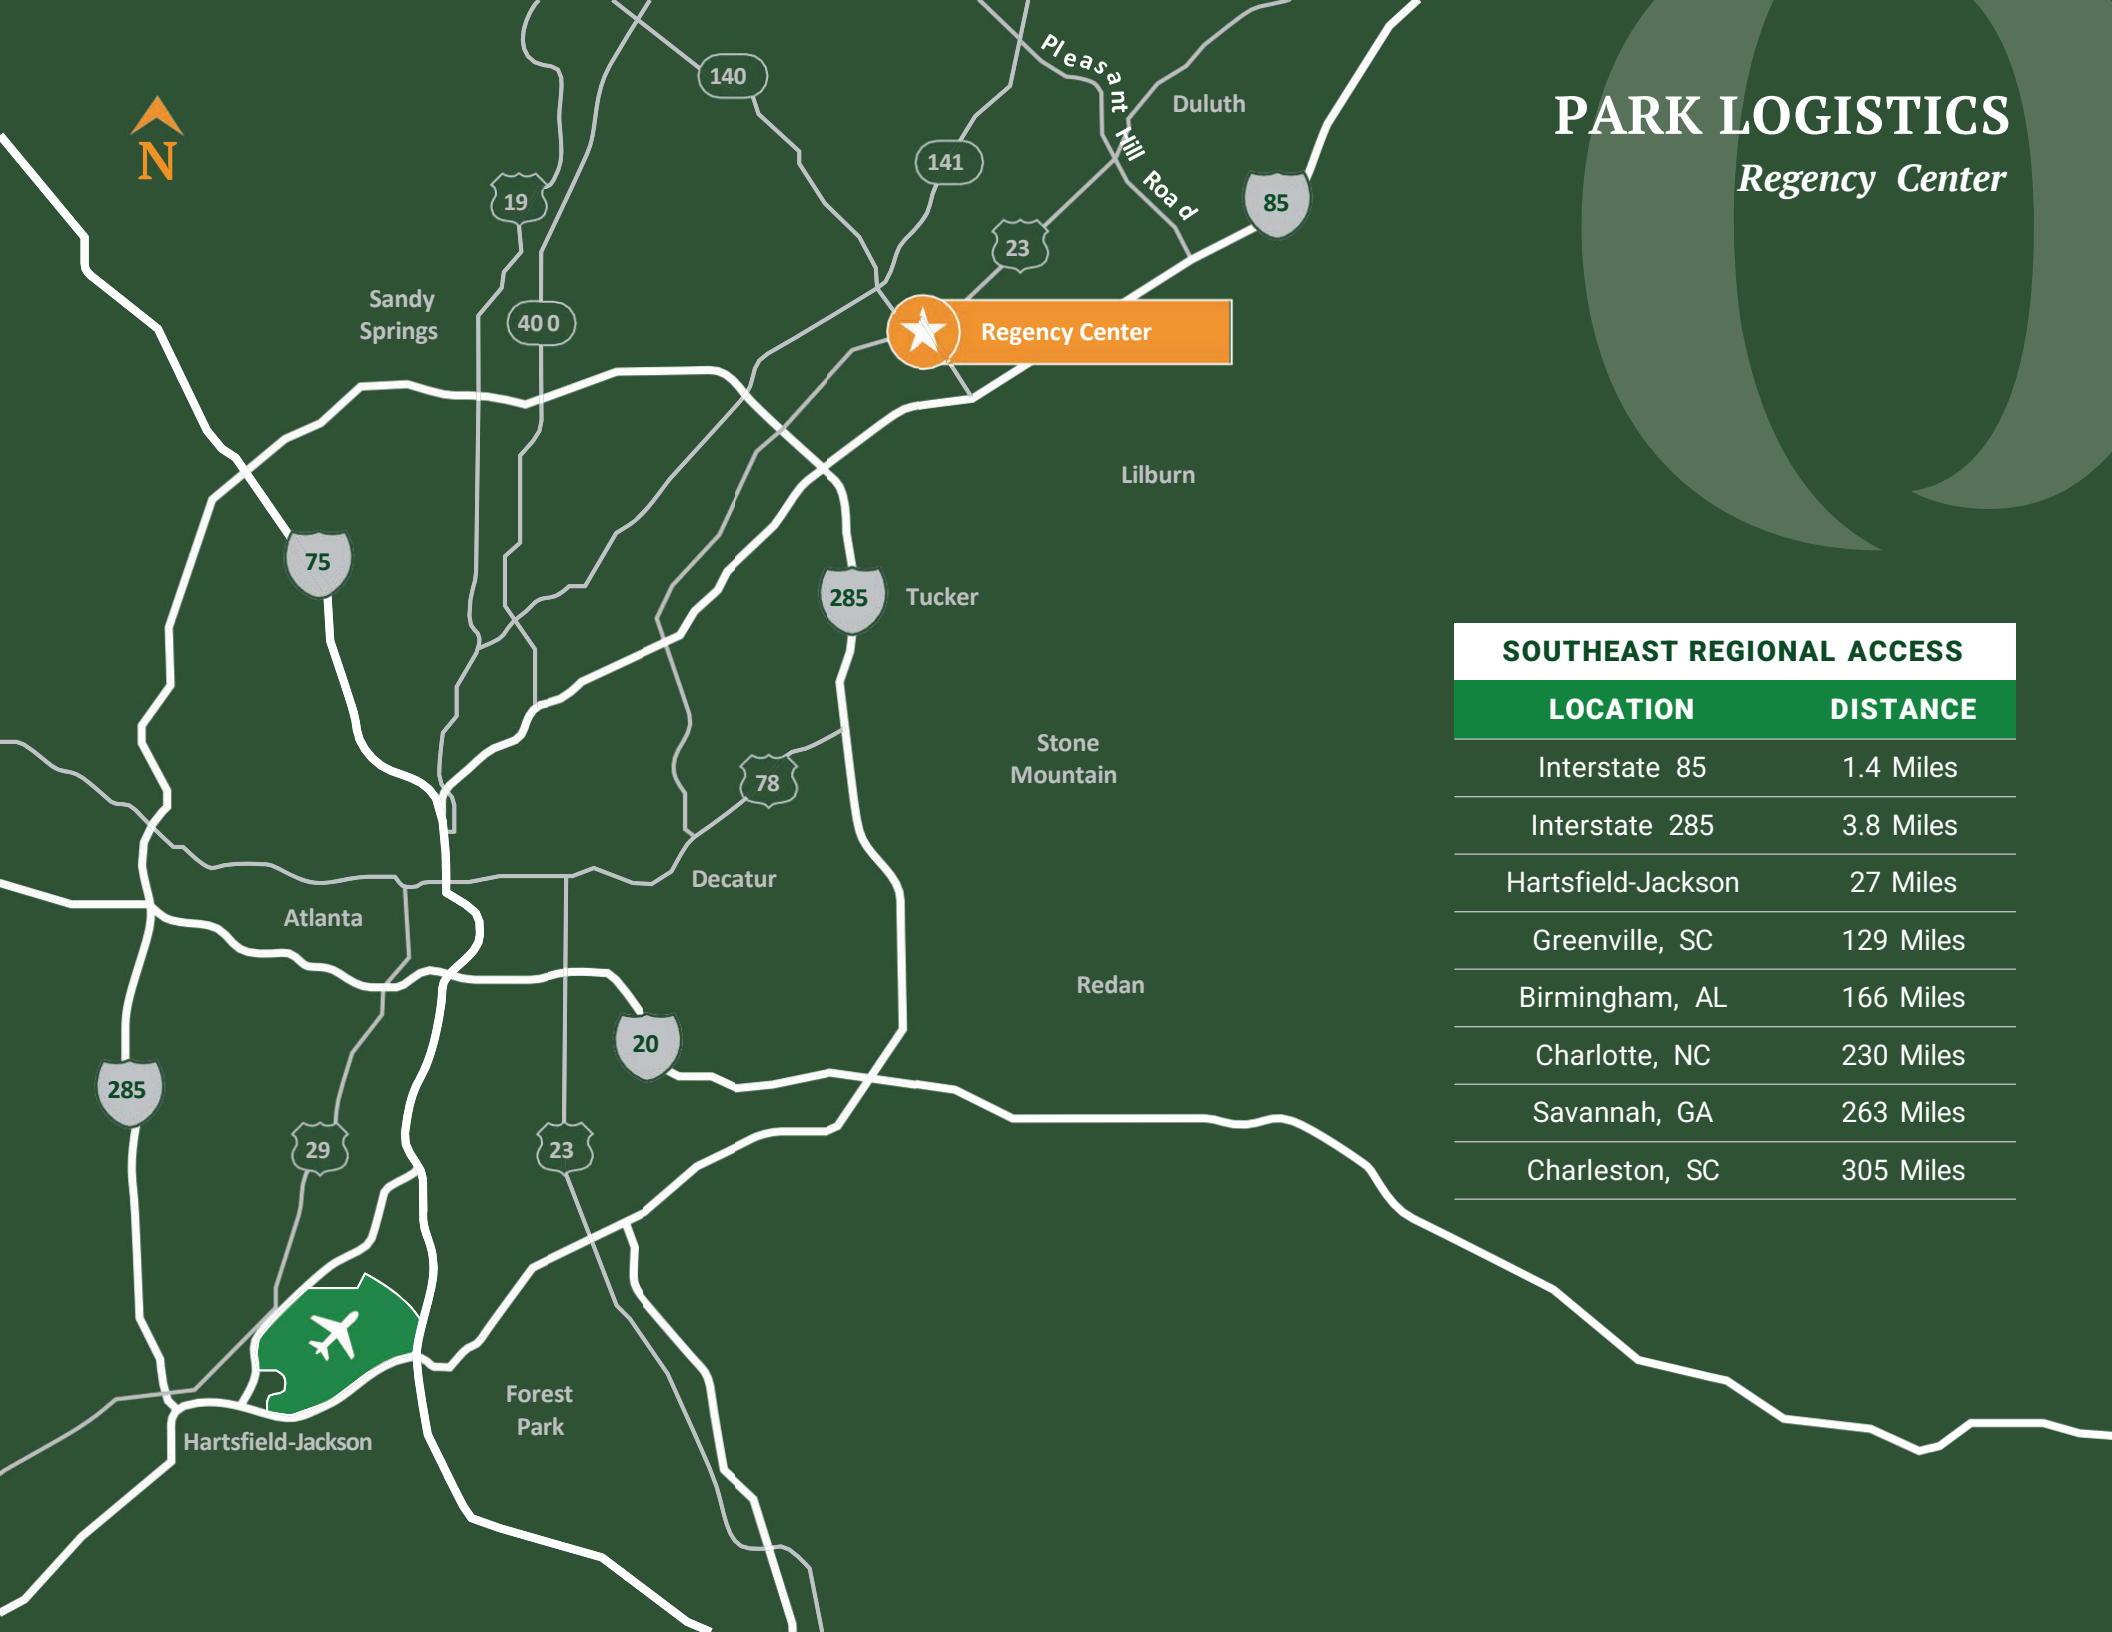 PARK LOGISTICS
Regency Center
N
140
Pleasant Hill Road
Duluth
141
19
85
23
Sandy
Springs
400
Regency Center
Lilburn
75
285
Tucker
Stone
Mountain
78
Decatur
Atlanta
Redan
20
285
29
23
Forest
Park
Hartsfield-Jackson
SOUTHEAST REGIONAL ACCESS
LOCATION DISTANCE
Interstate 85 1.4 Miles
Interstate 285 3.8 Miles
Hartsfield-Jackson 27 Miles
Greenville, SC 129 Miles
Birmingham, AL 166 Miles
Charlotte, NC 230 Miles
Savannah, GA 263 Miles
Charleston, SC 305 Miles